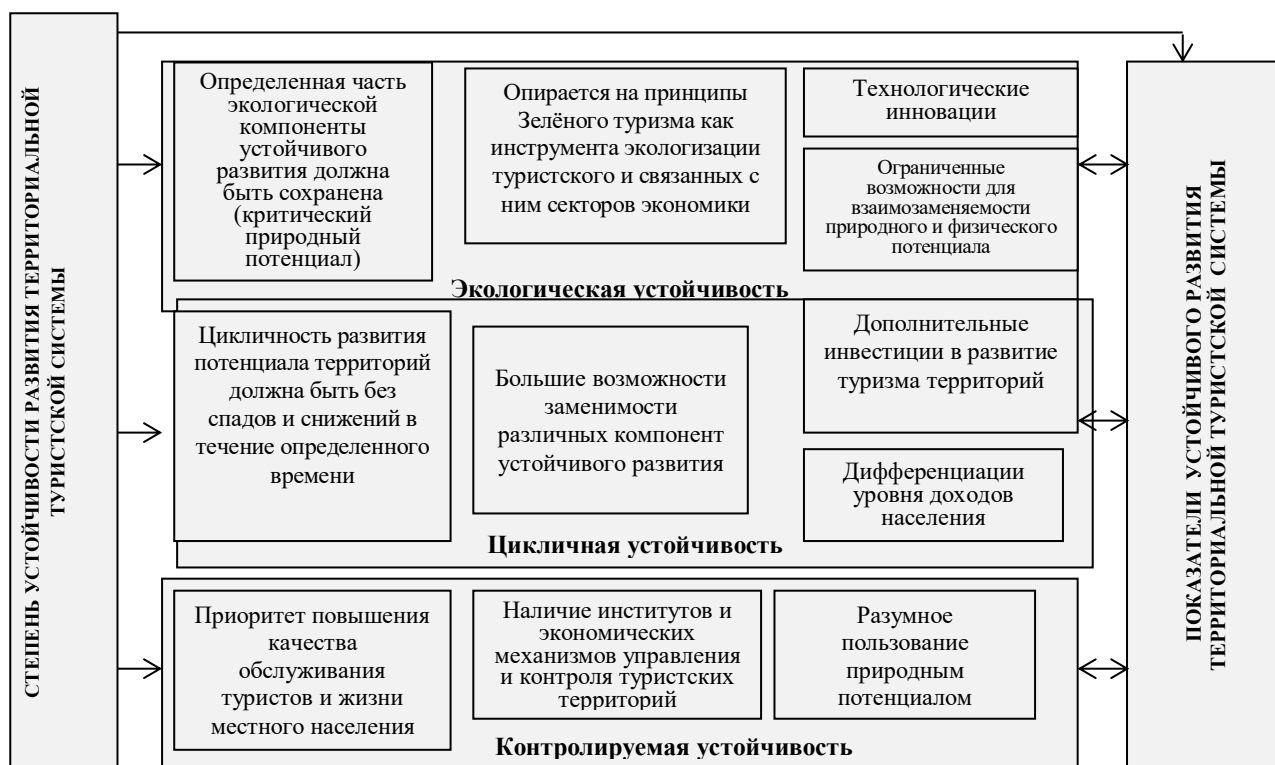 СТЕПЕНЬ УСТОЙЧИВОСТИ РАЗВИТИЯ ТЕРРИТОРИАЛЬНОЙ
ТУРИСТСКОЙ СИСТЕМЫ
Определенная часть
экологической
компоненты
устойчивого
развития должна
быть сохранена
(критический
природный
потенциал)
Опирается на принципы
Зелёного туризма как
инструмента экологизации
туристского и связанных с
ним секторов экономики
Технологические
инновации
Ограниченные
возможности для
взаимозаменяемости
природного и физического
потенциала
Экологическая устойчивость
Цикличность развития
потенциала территорий
должна быть без
спадов и снижений в
течение определенного
времени
Большие возможности
заменимости
различных компонент
устойчивого развития
Дополнительные
инвестиции в развитие
туризма территорий
Дифференциации
уровня доходов
населения
Цикличная устойчивость
Приоритет повышения
качества
обслуживания
туристов и жизни
местного населения
Наличие институтов и
экономических
механизмов управления
и контроля туристских
территорий
Разумное
пользование
природным
потенциалом
Контролируемая устойчивость
ПОКАЗАТЕЛИ УСТОЙЧИВОГО РАЗВИТИЯ
ТЕРРИТОРИАЛЬНОЙ ТУРИСТСКОЙ СИСТЕМЫ